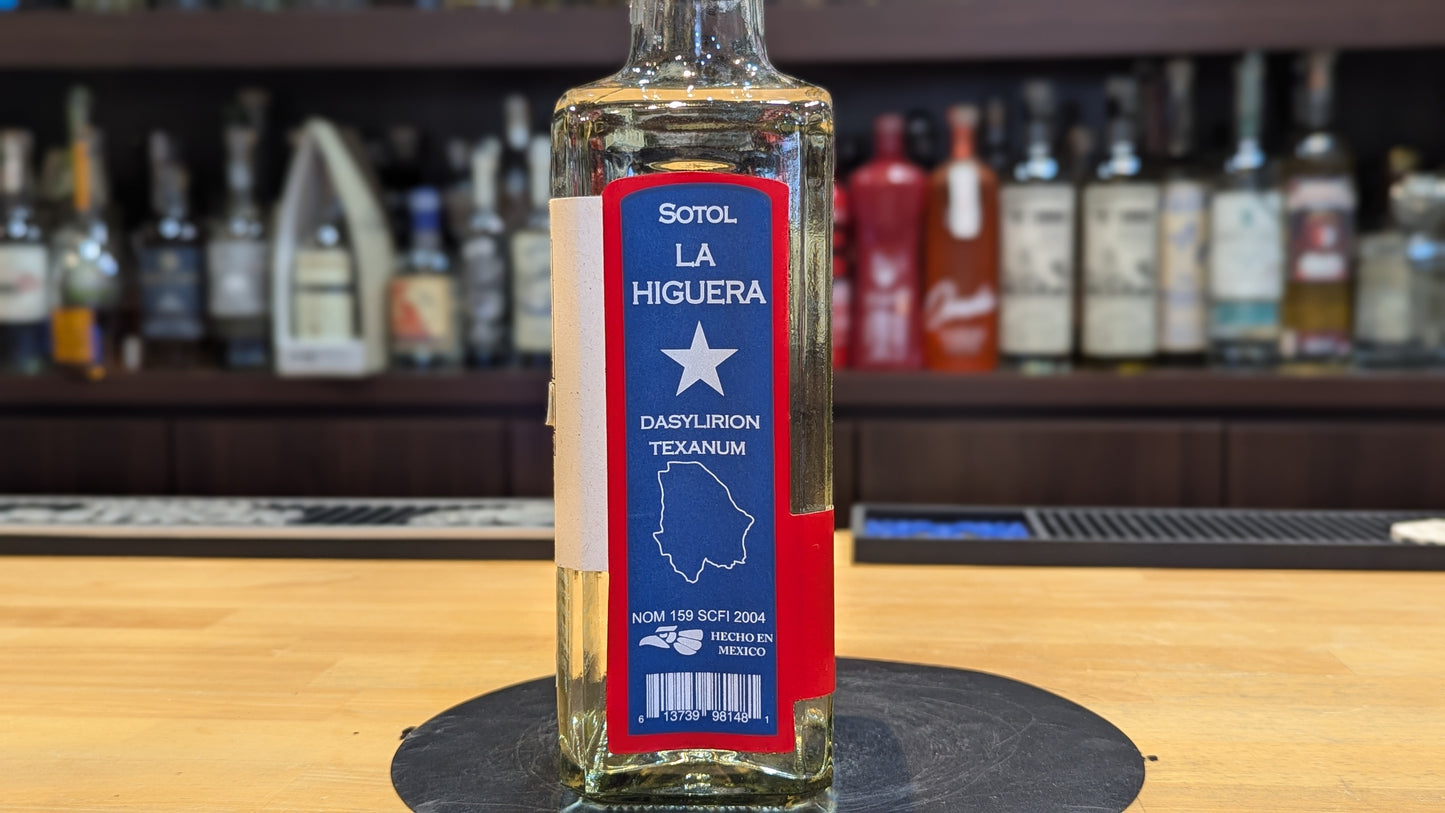 SOTOL
LA
HIGUERA
DASYLIRION
TEXANUM
NOM 159 SCFI 2004
HECHO EN
MEXICO
6 13739 98148 1